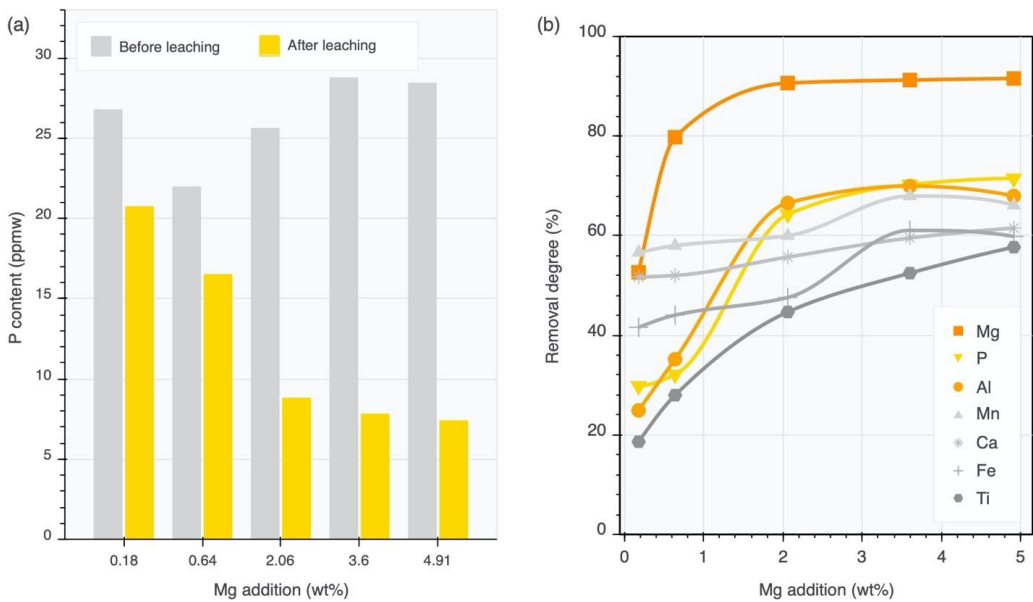 (a)
Before leaching
After leaching
P content (ppmw)
30
25
20
15
10
5
0
0.18 0.64 2.06 3.6 4.91
Mg addition (wt%)
(b)
Removal degree (%)
100
80
60
40
20
0
0 1 2 3 4 5
Mg addition (wt%)
Mg
P
Al
Mn
Ca
Fe
Ti